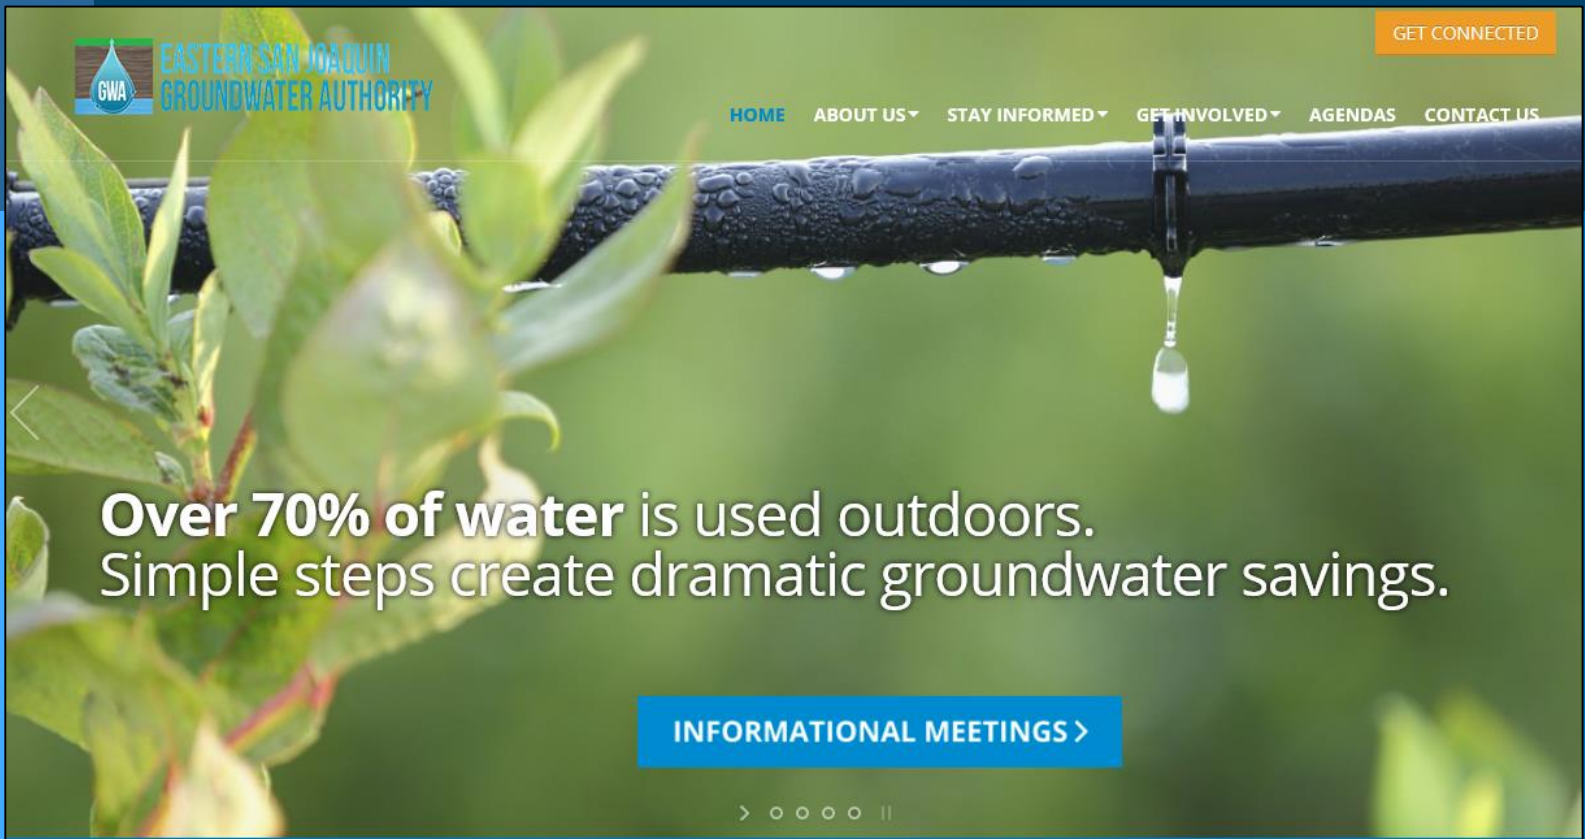 GET CONNECTED
GWA
EASTERN SAN JOAQUIN
GROUNDWATER AUTHORITY
HOME ABOUT US STAY INFORMED GET INVOLVED AGENDAS CONTACT US
Over 70% of water is used outdoors.
Simple steps create dramatic groundwater savings.
INFORMATIONAL MEETINGS